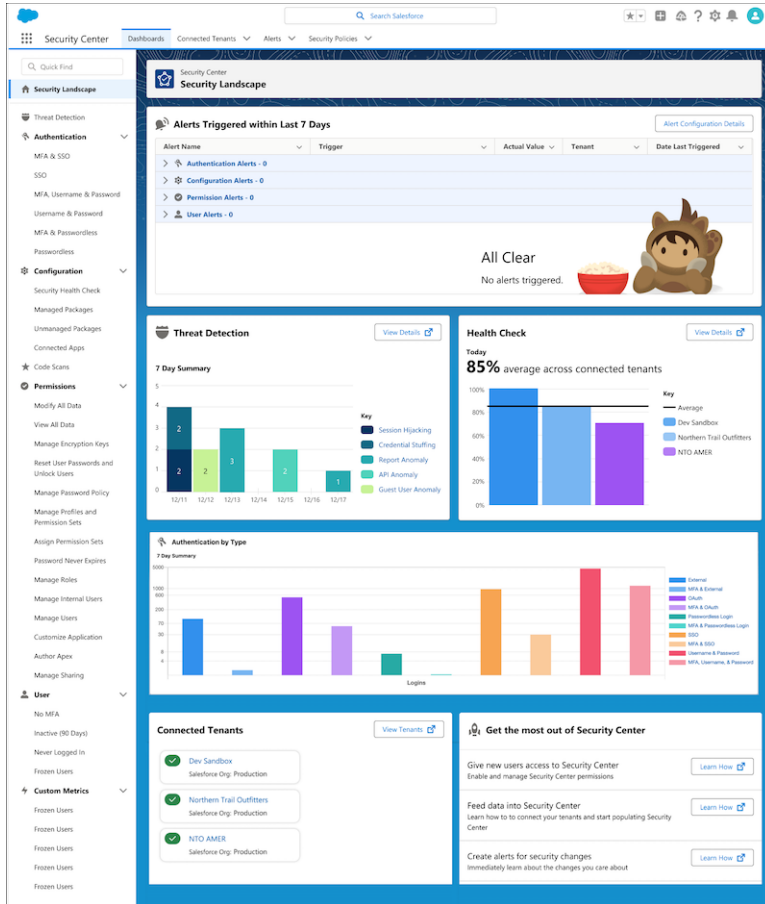 Search Salesforce
Security Center
Dashboards
Connected Tenants
Alerts
Security Policies
Quick Find
Security Landscape
Threat Detection
Authentication
MFA & SSO
SSO
MFA, Username & Password
Username & Password
MFA & Passwordless
Passwordless
Configuration
Security Health Check
Managed Packages
Unmanaged Packages
Connected Apps
Code Scans
Permissions
Modify All Data
View All Data
Manage Encryption Keys
Reset User Passwords and
Unlock Users
Manage Password Policy
Manage Profiles and
Permission Sets
Assign Permission Sets
Password Never Expires
Manage Roles
Manage Internal Users
Manage Users
Customize Application
Author Apex
Manage Sharing
User
No MFA
Inactive (90 Days)
Never Logged In
Frozen Users
Custom Metrics
Frozen Users
Frozen Users
Frozen Users
Frozen Users
Frozen Users
Security Center
Security Landscape
Alerts Triggered within Last 7 Days
Alert Configuration Details
Alert Name
Trigger
Actual Value
Tenant
Date Last Triggered
Authentication Alerts - 0
Configuration Alerts - 0
Permission Alerts - 0
User Alerts - 0
All Clear
No alerts triggered.
Threat Detection
View Details
7 Day Summary
5
4
3
2
1
0
2
2
2
3
2
1
12/11 12/12 12/13 12/14 12/15 12/16 12/17
Key
Session Hijacking
Credential Stuffing
Report Anomaly
API Anomaly
Guest User Anomaly
Health Check
View Details
Today
85% average across connected tenants
100%
80%
60%
40%
20%
0%
Key
Average
Dev Sandbox
Northern Trail Outfitters
NTO AMER
Authentication by Type
7 Day Summary
5000
1000
500
200
70
30
4
Logins
External
MFA & External
OAuth
MFA & OAuth
Passwordless Login
MFA & Passwordless Login
SSO
MFA & SSO
Username & Password
MFA, Username, & Password
Connected Tenants
View Tenants
Dev Sandbox
Salesforce Org: Production
Northern Trail Outfitters
Salesforce Org: Production
NTO AMER
Salesforce Org: Production
Get the most out of Security Center
Give new users access to Security Center
Enable and manage Security Center permissions
Learn How
Feed data into Security Center
Learn how to to connect your tenants and start populating Security
Center
Learn How
Create alerts for security changes
Immediately learn about the changes you care about
Learn How